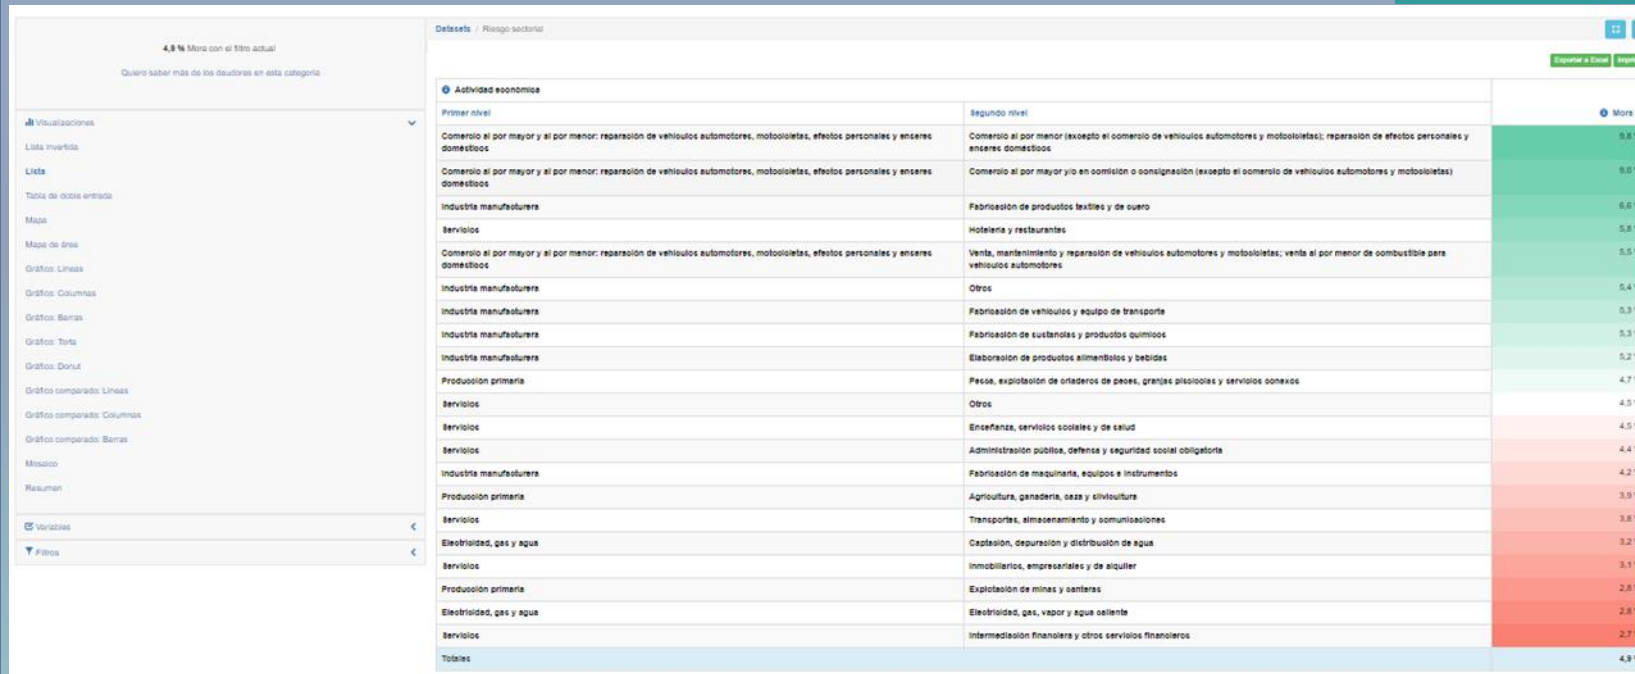 4,9 % Mora con el filtro actual
Quiero saber más de los deudores en esta categoría
Visualizaciones
Lista invertida
Lista
Tabla de doble entrada
Mapa
Mapa de área
Gráfico: Líneas
Gráfico: Columnas
Gráfico: Barras
Gráfico: Torta
Gráfico: Donut
Gráfico comparado: Líneas
Gráfico comparado: Columnas
Gráfico comparado: Barras
Mosaico
Resumen
Variables
Filtros
Datasets / Riesgo sectorial
Exportar a Excel
Actividad económica
Primer nivel Segundo nivel Mora
Comercio al por mayor y al por menor: reparación de vehículos automotores, motocicletas, efectos personales y enseres
domésticos
Comercio al por menor (excepto el comercio de vehículos automotores y motocicletas); reparación de efectos personales y
enseres domésticos
Comercio al por mayor y al por menor: reparación de vehículos automotores, motocicletas, efectos personales y enseres
domésticos
Comercio al por mayor y/o en comisión o consignación (excepto el comercio de vehículos automotores y motocicletas)
Industria manufacturera Fabricación de productos textiles y de cuero 6,6
Servicios Hotelería y restaurantes 5,8
Comercio al por mayor y al por menor: reparación de vehículos automotores, motocicletas, efectos personales y enseres
domésticos
Venta, mantenimiento y reparación de vehículos automotores y motocicletas; venta al por menor de combustible para
vehículos automotores
5,5
Industria manufacturera Otros 5,4
Industria manufacturera Fabricación de vehículos y equipo de transporte 5,3
Industria manufacturera Fabricación de sustancias y productos químicos 5,3
Industria manufacturera Elaboración de productos alimenticios y bebidas 5,2
Producción primaria Pesca, explotación de criaderos de peces, granjas piscícolas y servicios conexos 4,7
Servicios Otros 4,5
Servicios Enseñanza, servicios sociales y de salud 4,5
Servicios Administración pública, defensa y seguridad social obligatoria 4,4
Industria manufacturera Fabricación de maquinaria, equipos e instrumentos 4,2
Producción primaria Agricultura, ganadería, caza y silvicultura 3,9
Servicios Transportes, almacenamiento y comunicaciones 3,8
Electricidad, gas y agua Captación, depuración y distribución de agua 3,2
Servicios Inmobiliarios, empresariales y de alquiler 3,1
Producción primaria Explotación de minas y canteras 2,8
Electricidad, gas y agua Electricidad, gas, vapor y agua caliente 2,8
Servicios Intermediación financiera y otros servicios financieros 2,7
Totales 4,9